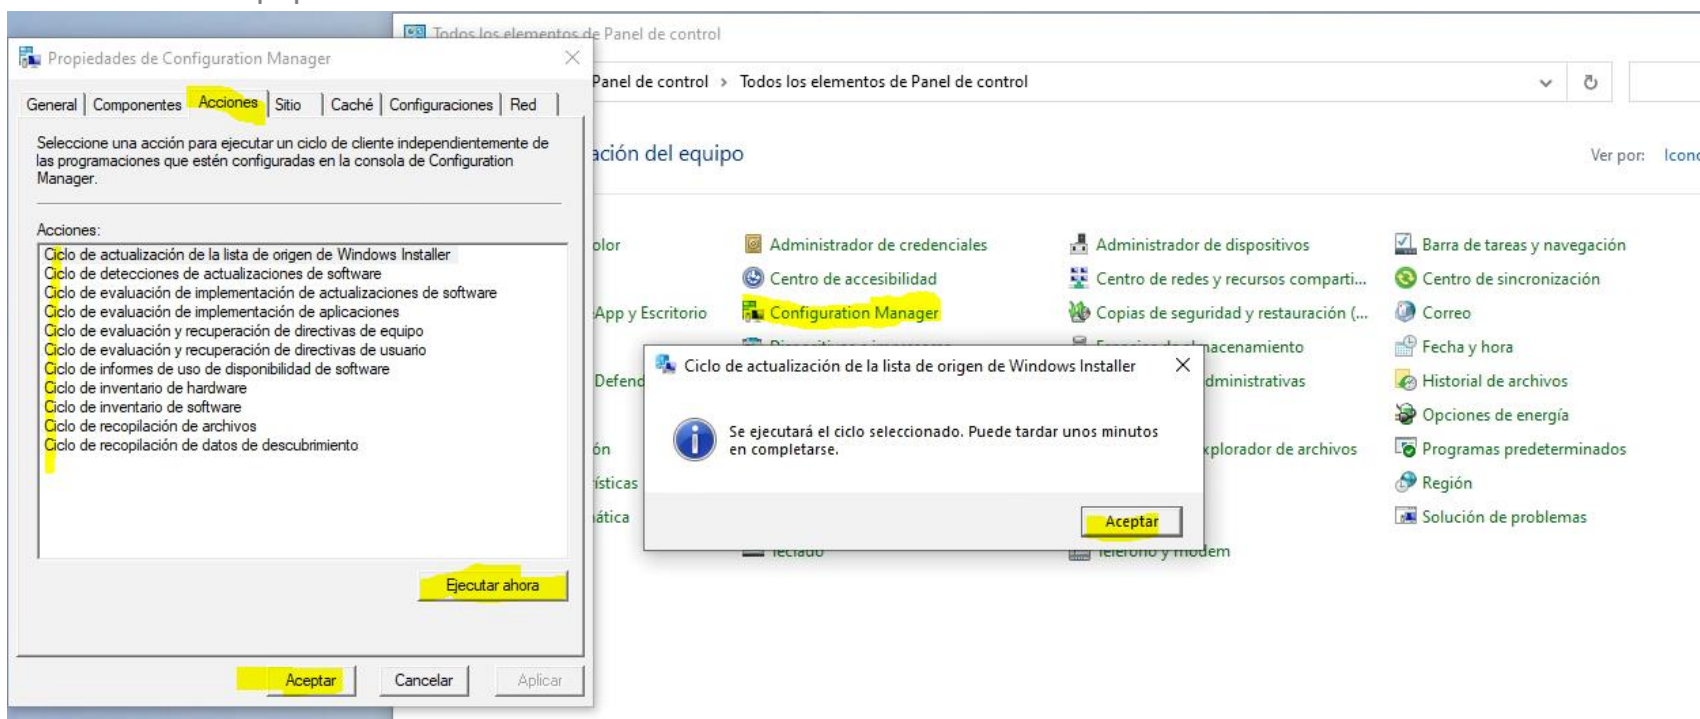 Todos los elementos de Panel de control
Propiedades de Configuration Manager
Panel de control > Todos los elementos de Panel de control
General Componentes Acciones Sitio Caché Configuraciones Red
Seleccione una acción para ejecutar un ciclo de cliente independientemente de
las programaciones que estén configuradas en la consola de Configuration
Manager.
Acciones:
Ciclo de actualización de la lista de origen de Windows Installer
Ciclo de detecciones de actualizaciones de software
Ciclo de evaluación de implementación de actualizaciones de software
Ciclo de evaluación de implementación de aplicaciones
Ciclo de evaluación y recuperación de directivas de equipo
Ciclo de evaluación y recuperación de directivas de usuario
Ciclo de informes de uso de disponibilidad de software
Ciclo de inventario de hardware
Ciclo de inventario de software
Ciclo de recopilación de archivos
Ciclo de recopilación de datos de descubrimiento
Ejecutar ahora
Aceptar Cancelar Aplicar
ación del equipo
Ver por: Icono
olor Administrador de credenciales Administrador de dispositivos Barra de tareas y navegación
Centro de accesibilidad Centro de redes y recursos comparti... Centro de sincronización
App y Escritorio Configuration Manager Copias de seguridad y restauración (... Correo
nacenamiento Fecha y hora
Defend dministrativas Historial de archivos
Opciones de energía
ón xplorador de archivos Programas predeterminados
ísticas Región
ática Solución de problemas
Teclado Teléfono y módem
Ciclo de actualización de la lista de origen de Windows Installer
Se ejecutará el ciclo seleccionado. Puede tardar unos minutos
en completarse.
Aceptar